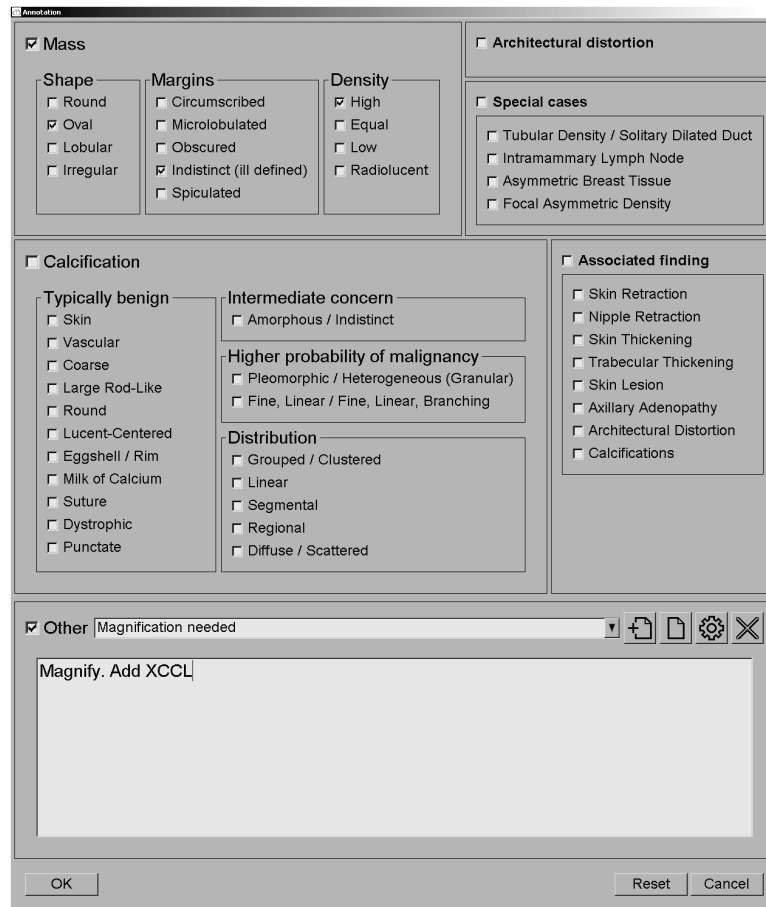 Annotation
Mass
Shape
Round
Oval
Lobular
Irregular
Margins
Circumscribed
Microlobulated
Obscured
Indistinct (ill defined)
Spiculated
Density
High
Equal
Low
Radiolucent
Architectural distortion
Special cases
Tubular Density / Solitary Dilated Duct
Intramammary Lymph Node
Asymmetric Breast Tissue
Focal Asymmetric Density
Calcification
Typically benign
Skin
Vascular
Coarse
Large Rod-Like
Round
Lucent-Centered
Eggshell / Rim
Milk of Calcium
Suture
Dystrophic
Punctate
Intermediate concern
Amorphous / Indistinct
Higher probability of malignancy
Pleomorphic / Heterogeneous (Granular)
Fine, Linear / Fine, Linear, Branching
Distribution
Grouped / Clustered
Linear
Segmental
Regional
Diffuse / Scattered
Associated finding
Skin Retraction
Nipple Retraction
Skin Thickening
Trabecular Thickening
Skin Lesion
Axillary Adenopathy
Architectural Distortion
Calcifications
Other
Magnification needed
Magnify. Add XCCL
OK
Reset
Cancel